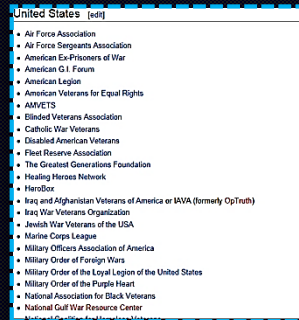 United States [edit]
Air Force Association
Air Force Sergeants Association
American Ex-Prisoners of War
American G.I. Forum
American Legion
American Veterans for Equal Rights
AMVETS
Blinded Veterans Association
Catholic War Veterans
Disabled American Veterans
Fleet Reserve Association
The Greatest Generations Foundation
Healing Heroes Network
HeroBox
Iraq and Afghanistan Veterans of America or IAVA (formerly OpTruth)
Iraq War Veterans Organization
Jewish War Veterans of the USA
Marine Corps League
Military Officers Association of America
Military Order of Foreign Wars
Military Order of the Loyal Legion of the United States
Military Order of the Purple Heart
National Association for Black Veterans
National Gulf War Resource Center
National Coalition for Homeless Veterans